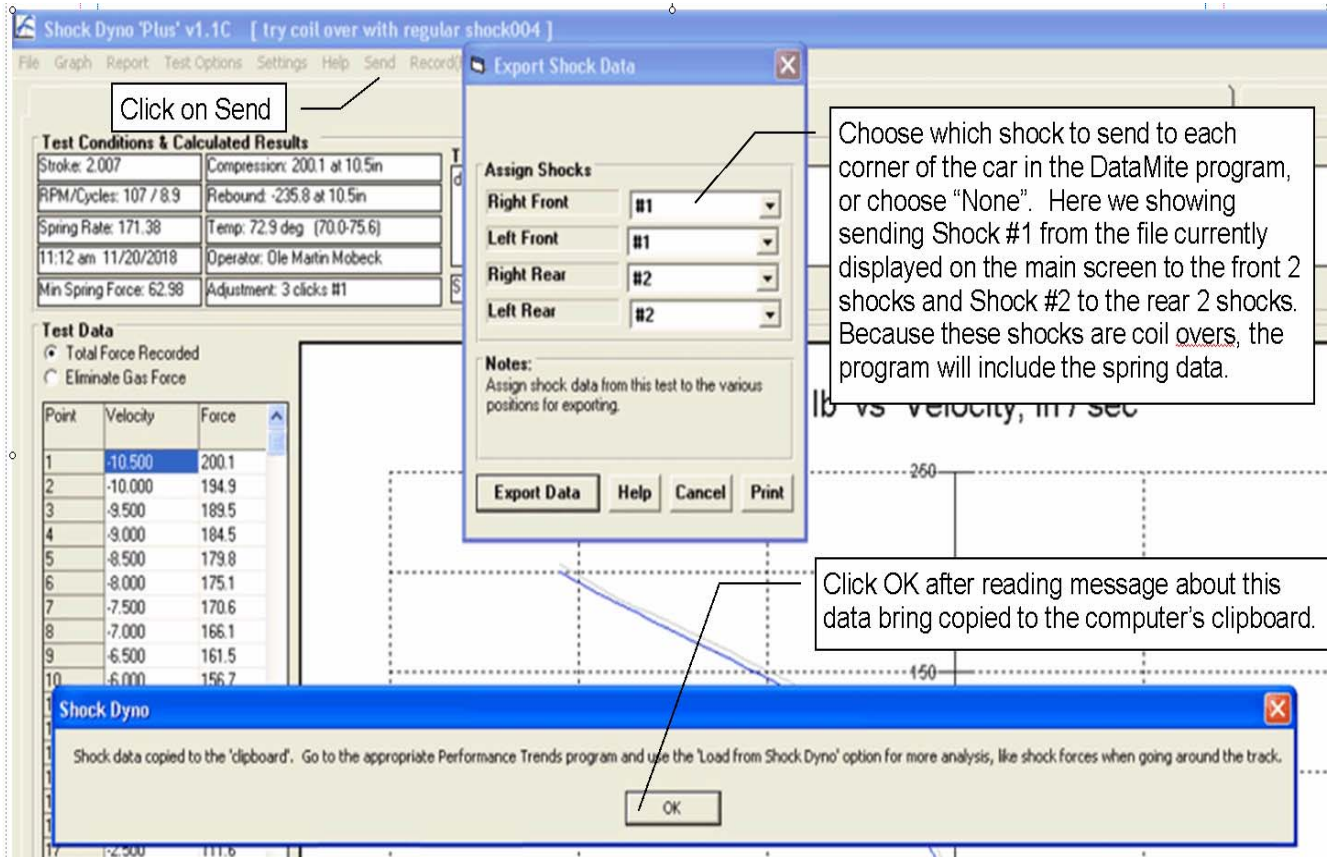 Shock Dyno 'Plus' v1.1C [ try coil over with regular shock004 ]
File Graph Report Test Options Settings Help Send
Click on Send
Test Conditions & Calculated Results
Stroke: 2.007 Compression: 200.1 at 10.5in
RPM/Cycles: 107 / 8.9 Rebound: -235.8 at 10.5in
Spring Rate: 171.38 Temp: 72.9 deg (70.0-75.6)
11:12 am 11/20/2018 Operator: Ole Martin Mobeck
Min Spring Force: 62.98 Adjustment: 3 clicks #1
Test Data
Total Force Recorded
Eliminate Gas Force
Point Velocity Force
1 -10.500 200.1
2 -10.000 194.9
3 -9.500 189.5
4 -9.000 184.5
5 -8.500 179.8
6 -8.000 175.1
7 -7.500 170.6
8 -7.000 166.1
9 -6.500 161.5
10 -6.000 156.7
17 -2.500 111.6
Export Shock Data
Assign Shocks
Right Front #1
Left Front #1
Right Rear #2
Left Rear #2
Notes:
Assign shock data from this test to the various
positions for exporting.
Export Data Help Cancel Print
Choose which shock to send to each
corner of the car in the DataMite program,
or choose “None”. Here we showing
sending Shock #1 from the file currently
displayed on the main screen to the front 2
shocks and Shock #2 to the rear 2 shocks.
Because these shocks are coil overs, the
program will include the spring data.
lb vs Velocity, in / sec
250
150
Click OK after reading message about this
data bring copied to the computer’s clipboard.
Shock Dyno
Shock data copied to the 'clipboard'. Go to the appropriate Performance Trends program and use the 'Load from Shock Dyno' option for more analysis, like shock forces when going around the track.
OK